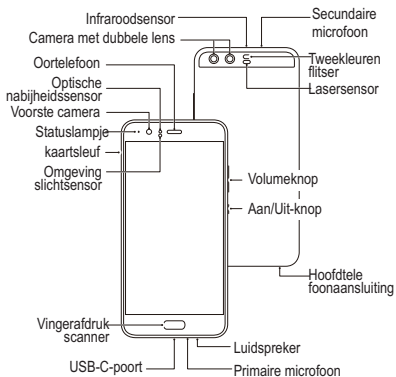 Infraroodsensor
Secundaire
microfoon
Camera met dubbele lens
Oortelefoon
Tweekleuren
flitser
Optische
nabijheidssensor
Lasersensor
Voorste camera
Statuslampje
kaartsleuf
Omgeving
slichtsensor
Volumeknop
Aan/Uit-knop
Hoofdtele
foonaansluiting
Vingerafdruk
scanner
Luidspreker
USB-C-poort
Primaire microfoon